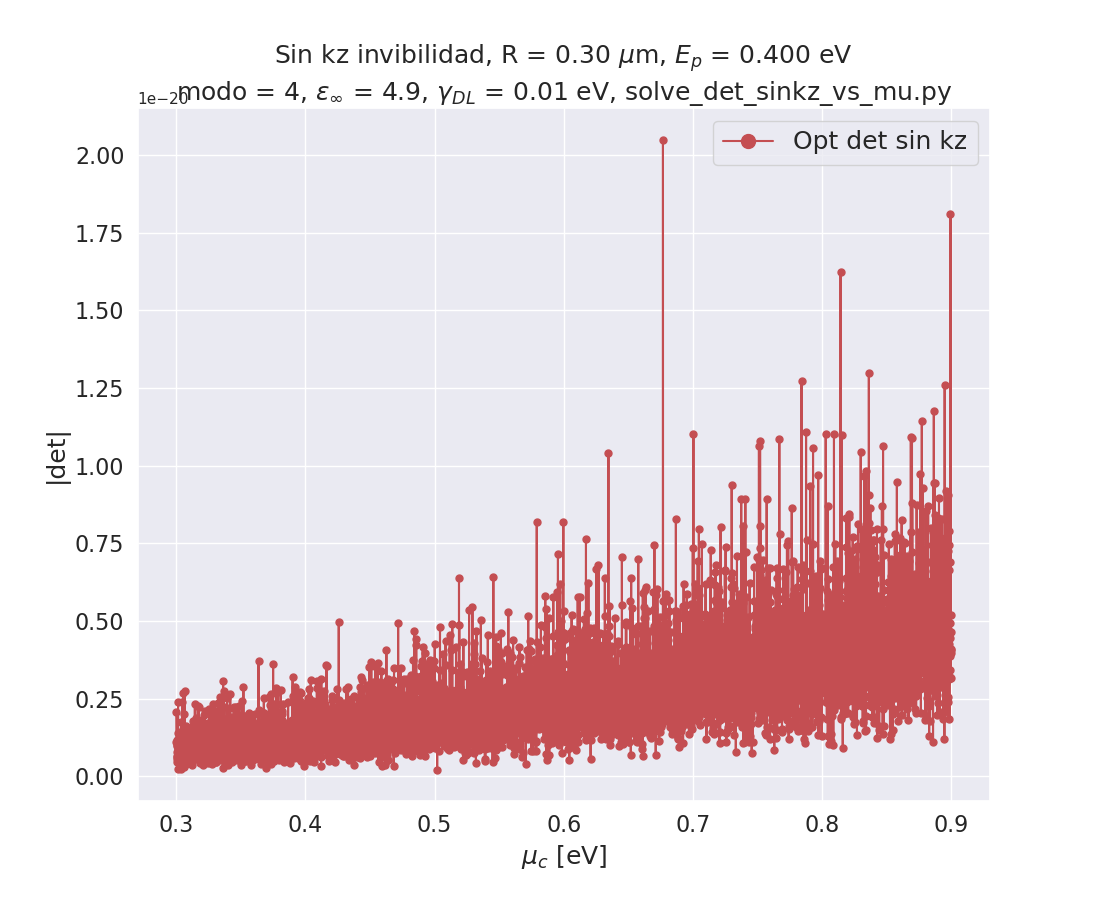 Sin kz invibilidad, R = 0.30 μm, E_p = 0.400 eV
modo = 4, ε_∞ = 4.9, γ_DL = 0.01 eV, solve_det_sinkz_vs_mu.py
1e−20
Opt det sin kz
2.00
1.75
1.50
1.25
1.00
0.75
0.50
0.25
0.00
|det|
0.3 0.4 0.5 0.6 0.7 0.8 0.9
μ_c [eV]